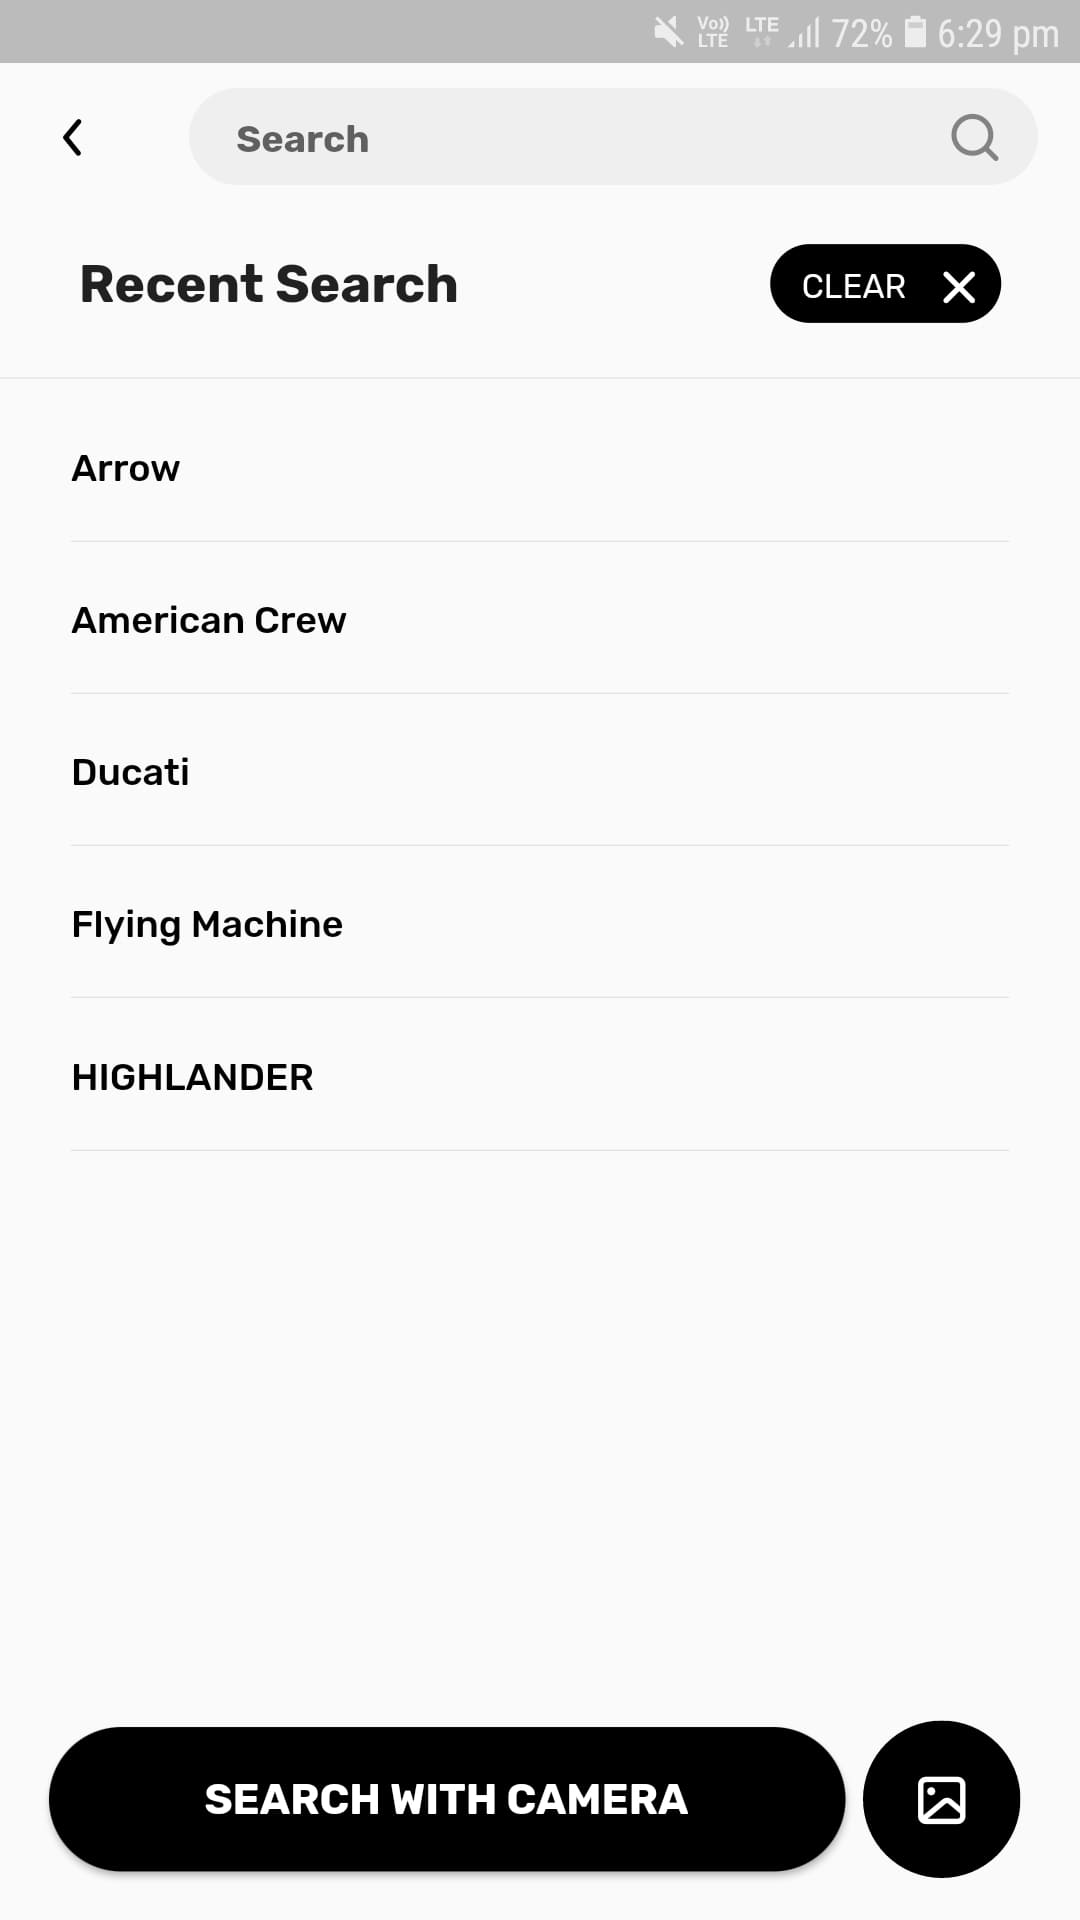 Vo)) LTE LTE 72% 6:29 pm
Search
Recent Search CLEAR
Arrow
American Crew
Ducati
Flying Machine
HIGHLANDER
SEARCH WITH CAMERA